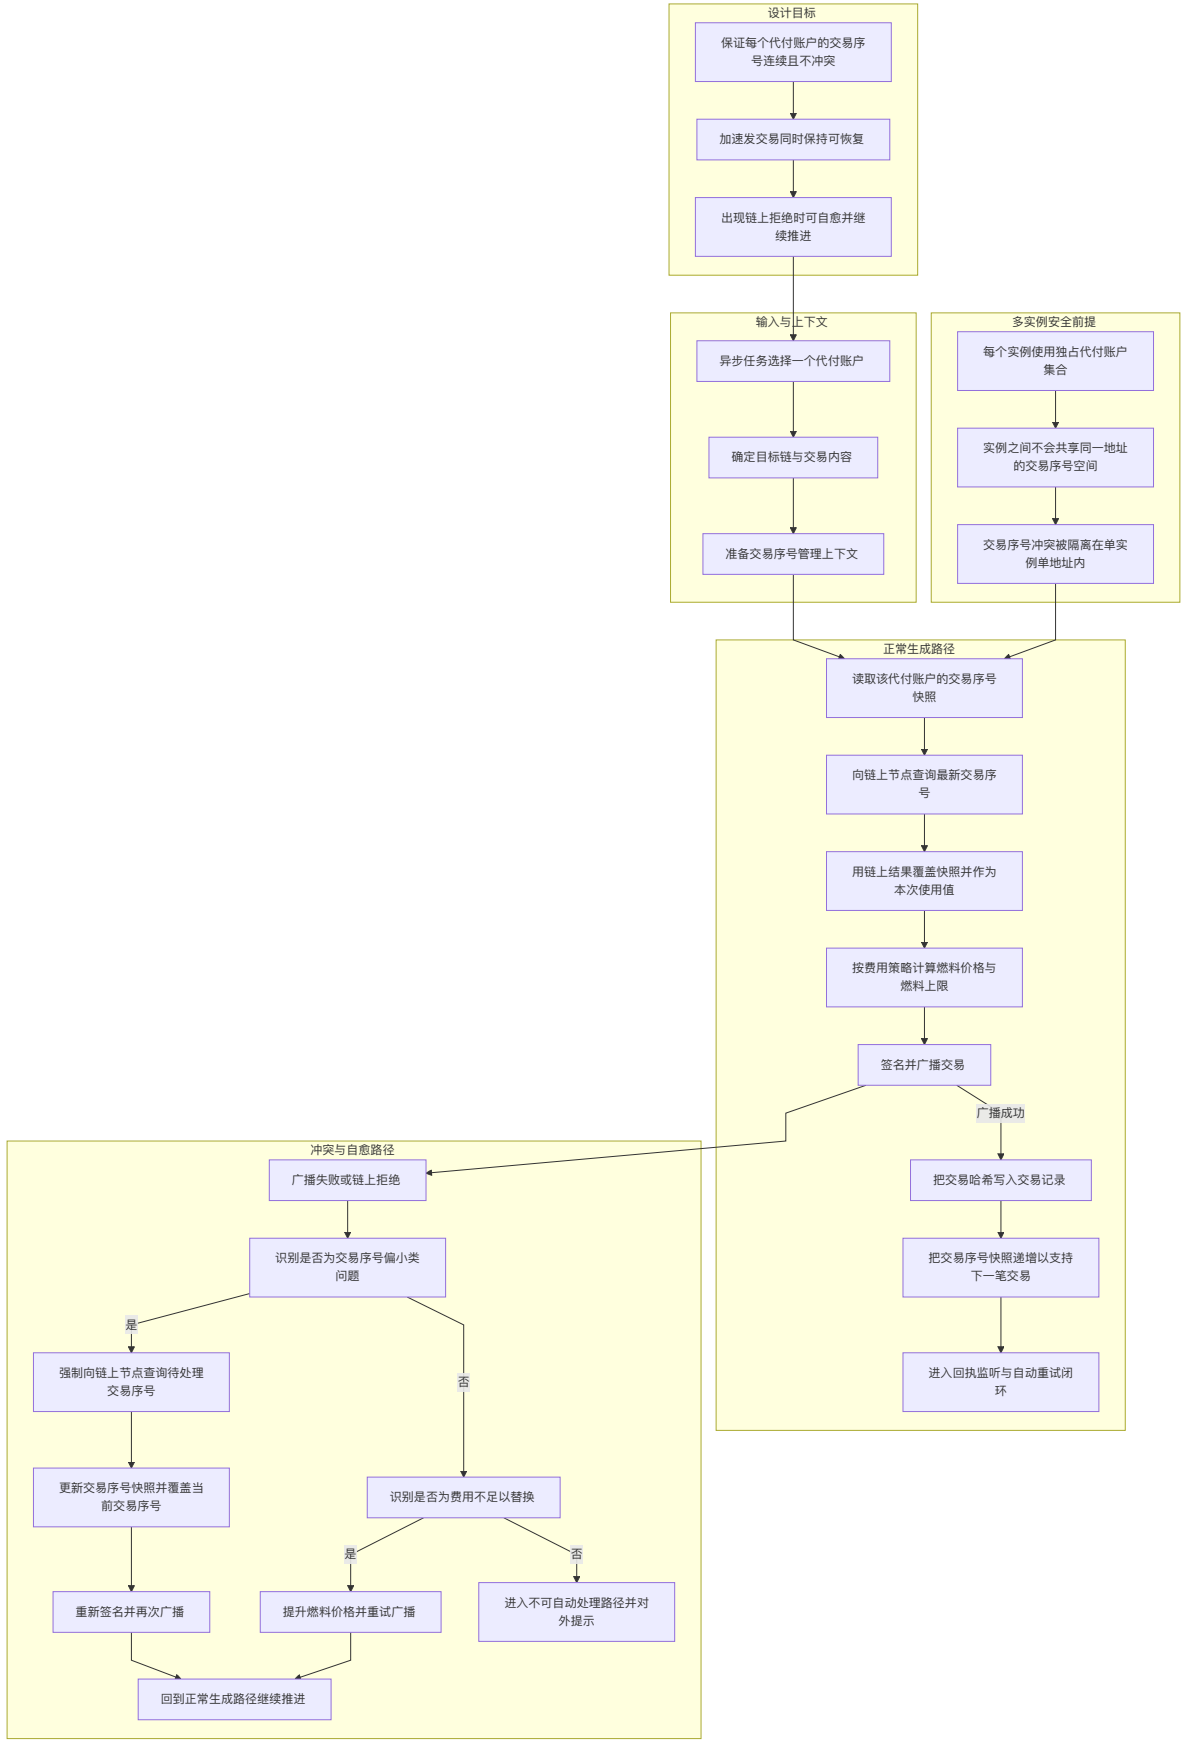 设计目标
保证每个代付账户的交易序
号连续且不冲突
加速发交易同时保持可恢复
出现链上拒绝时可自愈并继
续推进
输入与上下文
异步任务选择一个代付账户
确定目标链与交易内容
准备交易序号管理上下文
多实例安全前提
每个实例使用独占代付账户
集合
实例之间不会共享同一地址
的交易序号空间
交易序号冲突被隔离在单实
例单地址内
正常生成路径
读取该代付账户的交易序号
快照
向链上节点查询最新交易序
号
用链上结果覆盖快照并作为
本次使用值
按费用策略计算燃料价格与
燃料上限
签名并广播交易
广播成功
把交易哈希写入交易记录
把交易序号快照递增以支持
下一笔交易
进入回执监听与自动重试闭
环
冲突与自愈路径
广播失败或链上拒绝
识别是否为交易序号偏小类
问题
是
否
强制向链上节点查询待处理
交易序号
更新交易序号快照并覆盖当
前交易序号
识别是否为费用不足以替换
是
否
重新签名并再次广播
提升燃料价格并重试广播
进入不可自动处理路径并对
外提示
回到正常生成路径继续推进